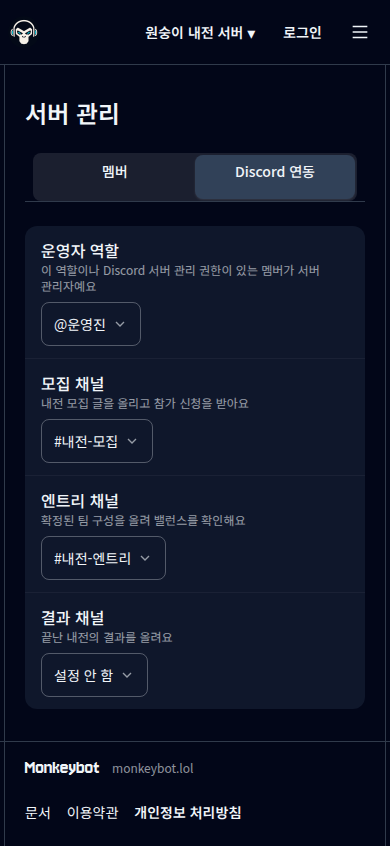 원숭이 내전 서버 ▾ 로그인
서버 관리
멤버 Discord 연동
운영자 역할
이 역할이나 Discord 서버 관리 권한이 있는 멤버가 서버
관리자예요
@운영진
모집 채널
내전 모집 글을 올리고 참가 신청을 받아요
#내전-모집
엔트리 채널
확정된 팀 구성을 올려 밸런스를 확인해요
#내전-엔트리
결과 채널
끝난 내전의 결과를 올려요
설정 안 함
Monkeybot monkeybot.lol
문서 이용약관 개인정보 처리방침